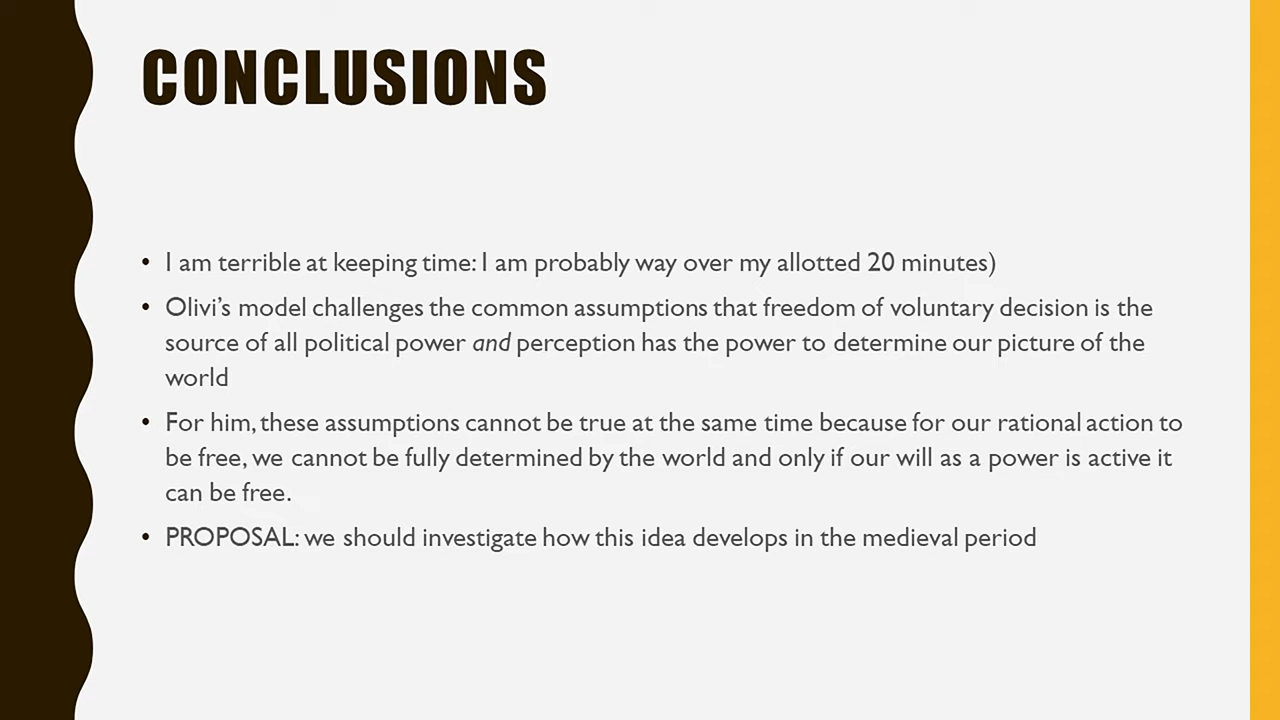 CONCLUSIONS
• I am terrible at keeping time: I am probably way over my allotted 20 minutes)
• Olivi's model challenges the common assumptions that freedom of voluntary decision is the
source of all political power and perception has the power to determine our picture of the
world
• For him, these assumptions cannot be true at the same time because for our rational action to
be free, we cannot be fully determined by the world and only if our will as a power is active it
can be free.
• PROPOSAL: we should investigate how this idea develops in the medieval period